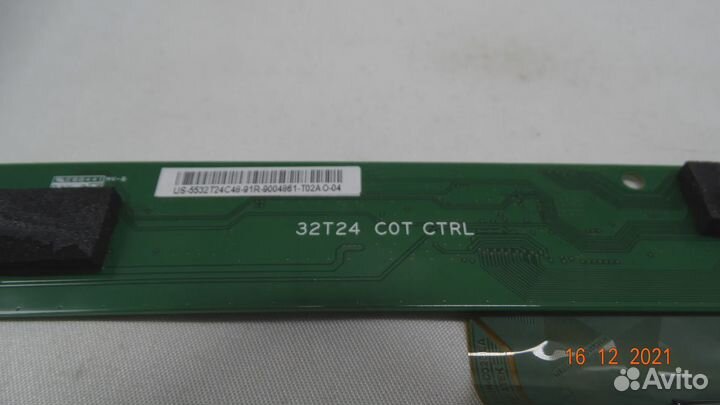 US-5532T24C48-91R-9004861-T02A O-04
32T24 C0T CTRL
16 12 2021
Avito